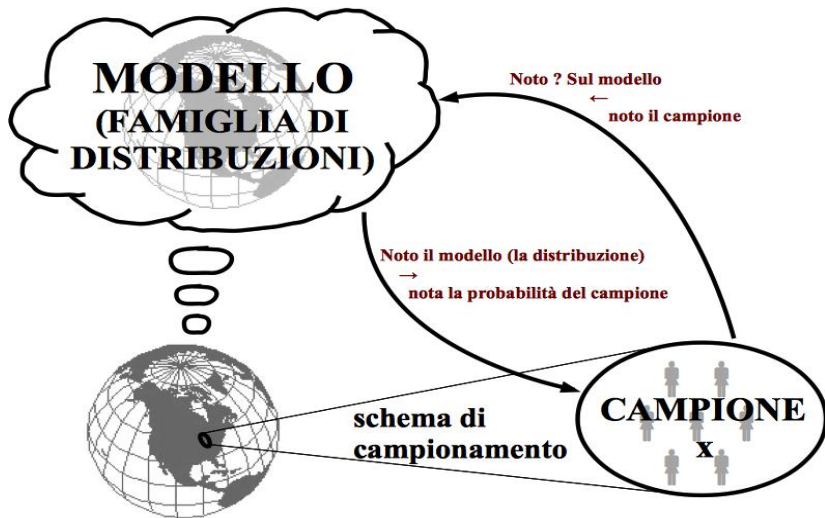 MODELLO
(FAMIGLIA DI
DISTRIBUZIONI)
Noto ? Sul modello
←
noto il campione
Noto il modello (la distribuzione)
→
nota la probabilità del campione
schema di
campionamento
CAMPIONE
x